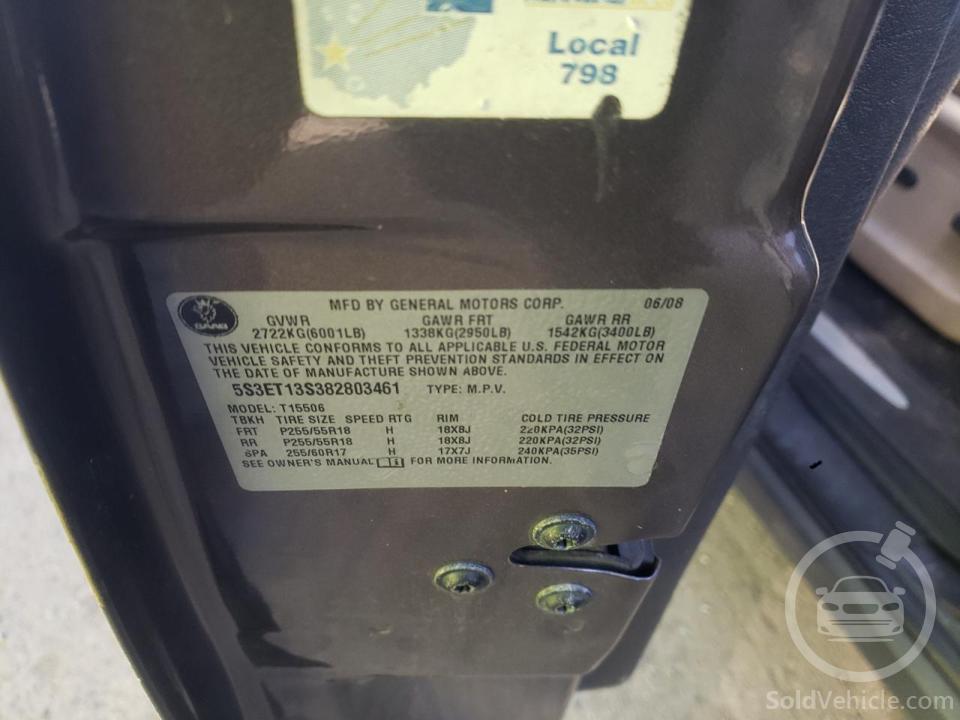 Local
798
SAAB
MFD BY GENERAL MOTORS CORP. 06/08
GVWR GAWR FRT GAWR RR
2722KG(6001LB) 1338KG(2950LB) 1542KG(3400LB)
THIS VEHICLE CONFORMS TO ALL APPLICABLE U.S. FEDERAL MOTOR
VEHICLE SAFETY AND THEFT PREVENTION STANDARDS IN EFFECT ON
THE DATE OF MANUFACTURE SHOWN ABOVE.
5S3ET13S382803461 TYPE: M.P.V.
MODEL: T15506
TBKH TIRE SIZE SPEED RTG RIM COLD TIRE PRESSURE
FRT P255/55R18 H 18X8J 220KPA(32PSI)
RR P255/55R18 H 18X8J 220KPA(32PSI)
SPA 255/60R17 H 17X7J 240KPA(35PSI)
SEE OWNER'S MANUAL FOR MORE INFORMATION.
SoldVehicle.com